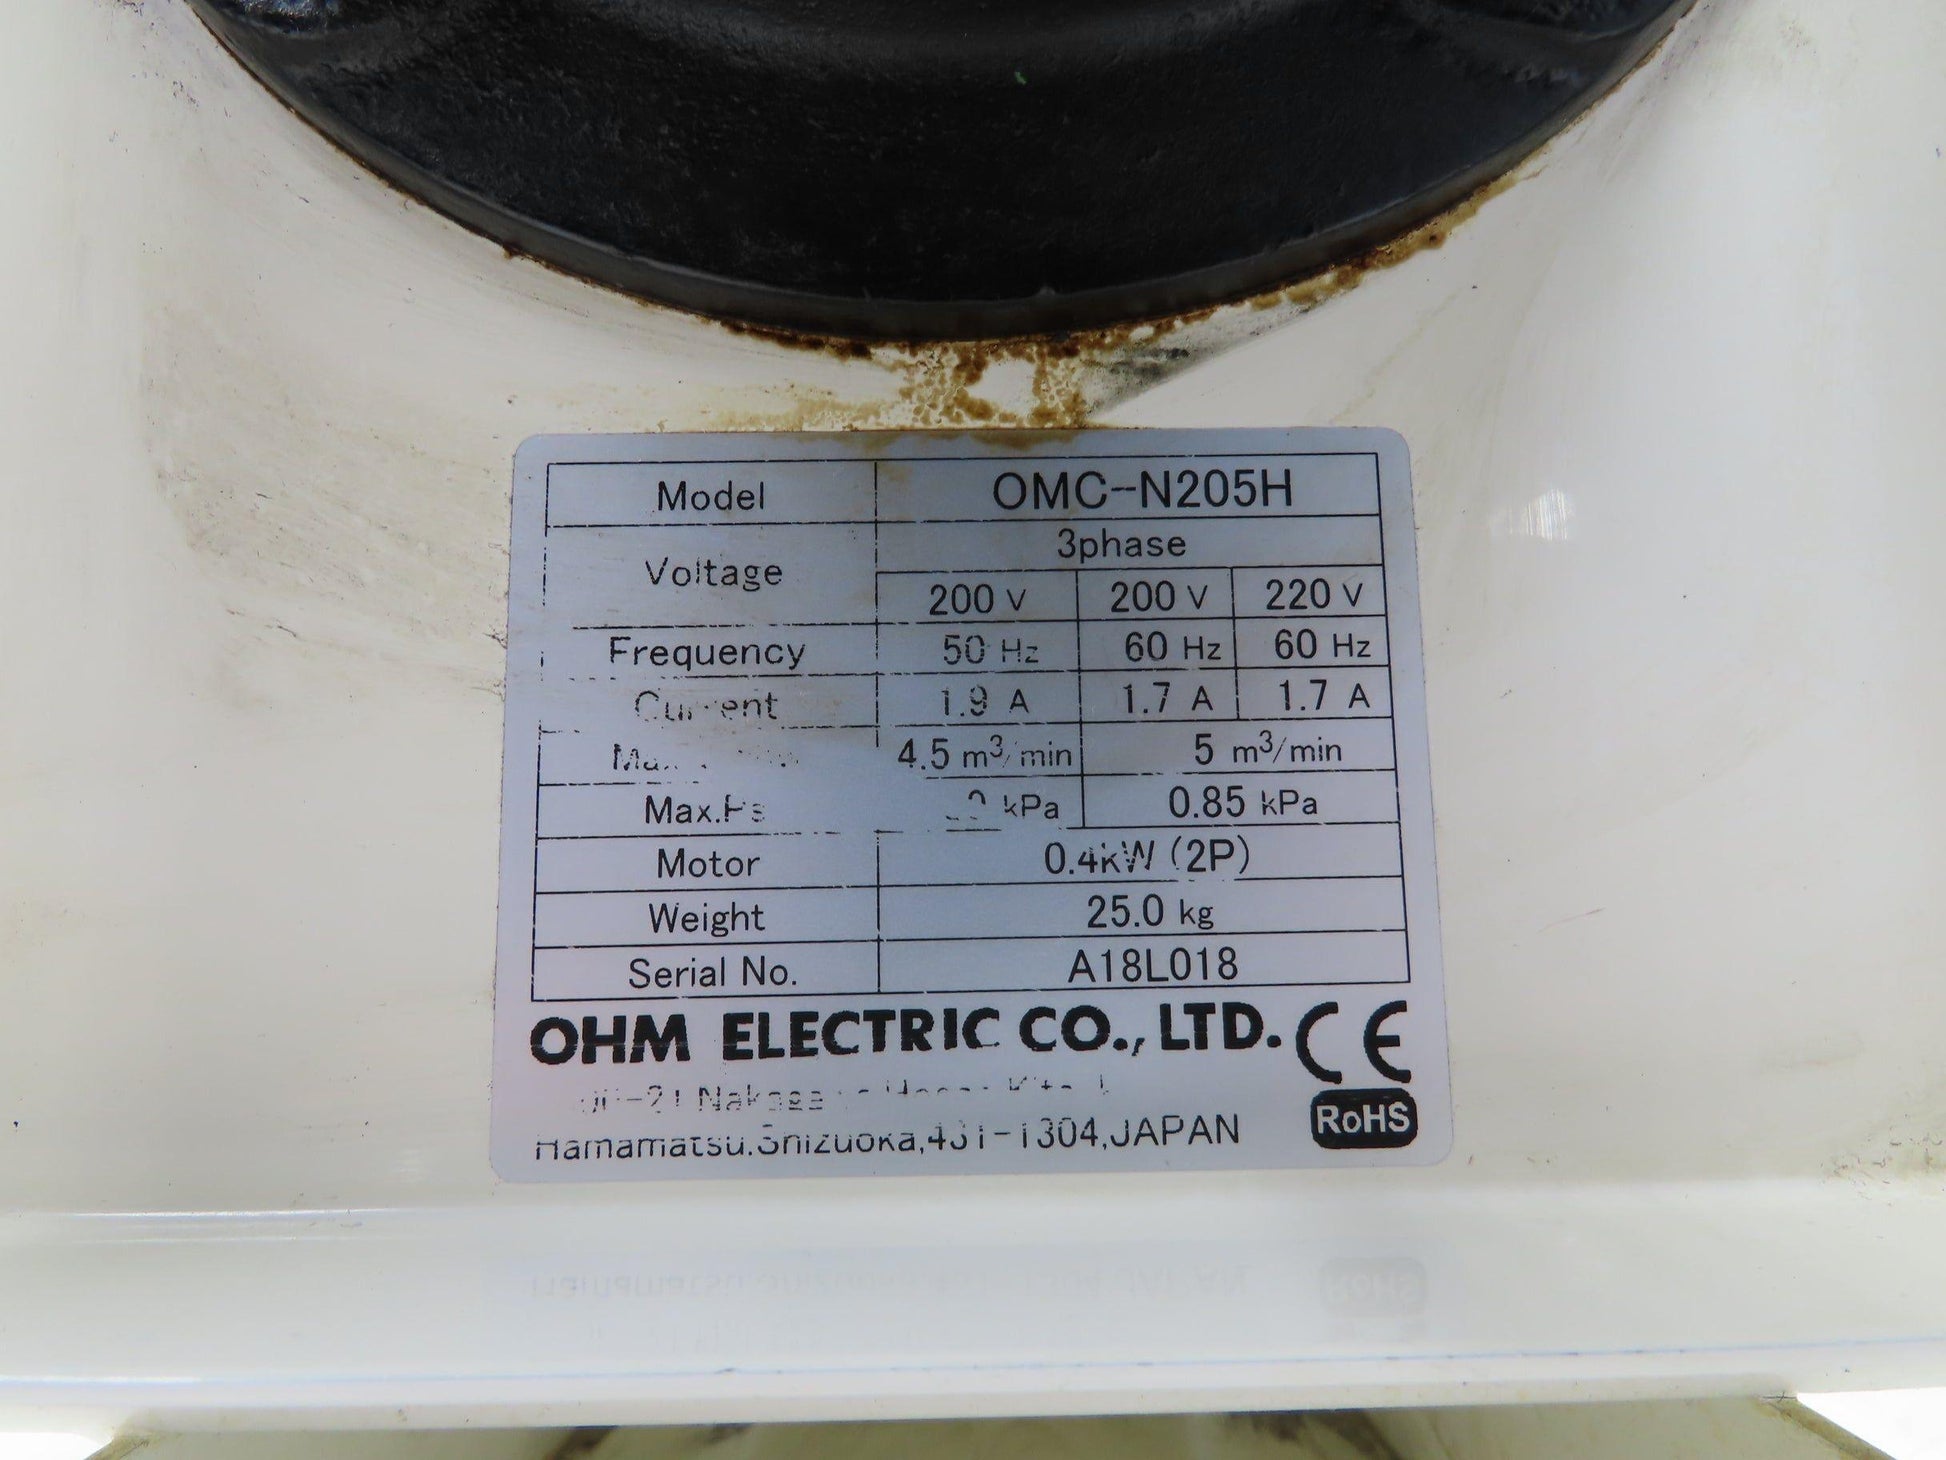 Model OMC-N205H
Voltage 3phase
200 V 200 V 220 V
Frequency 50 Hz 60 Hz 60 Hz
Current 1.9 A 1.7 A 1.7 A
4.5 m³/min 5 m³/min
kPa 0.85 kPa
Motor 0.4kW (2P)
Weight 25.0 kg
Serial No. A18L018
OHM ELECTRIC CO., LTD. CE
Hamamatsu.Shizuoka,431-1304,JAPAN RoHS